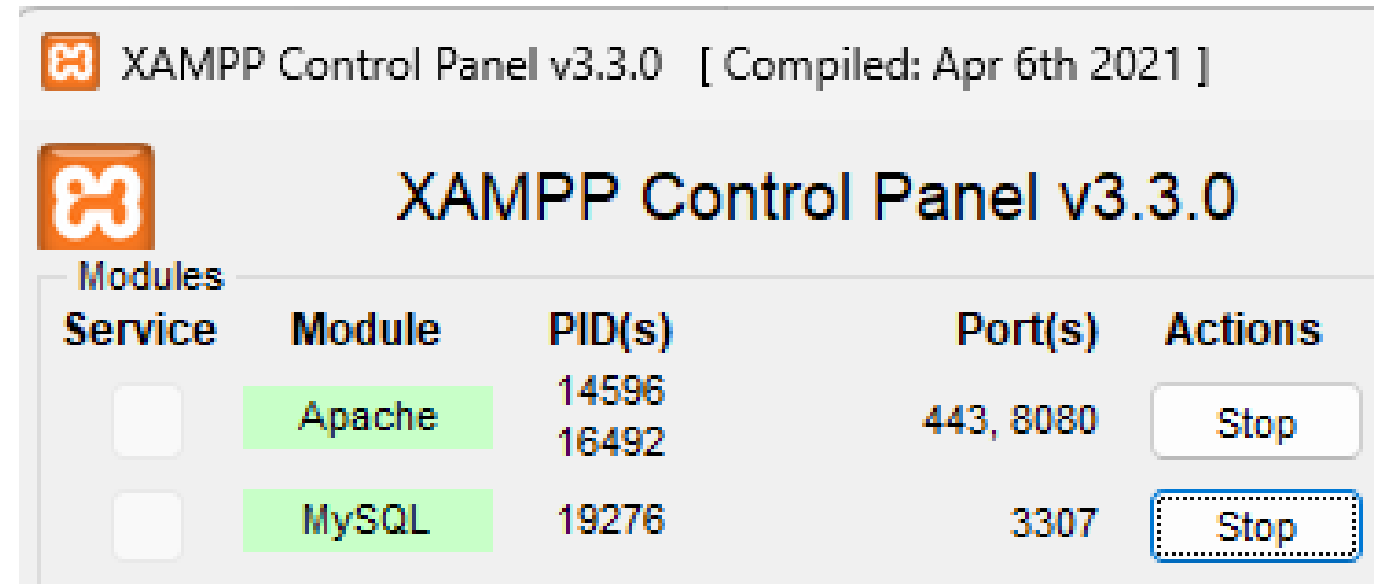 XAMPP Control Panel v3.3.0 [ Compiled: Apr 6th 2021 ]
XAMPP Control Panel v3.3.0
Modules
Service Module PID(s) Port(s) Actions
Apache 14596 16492 443, 8080 Stop
MySQL 19276 3307 Stop